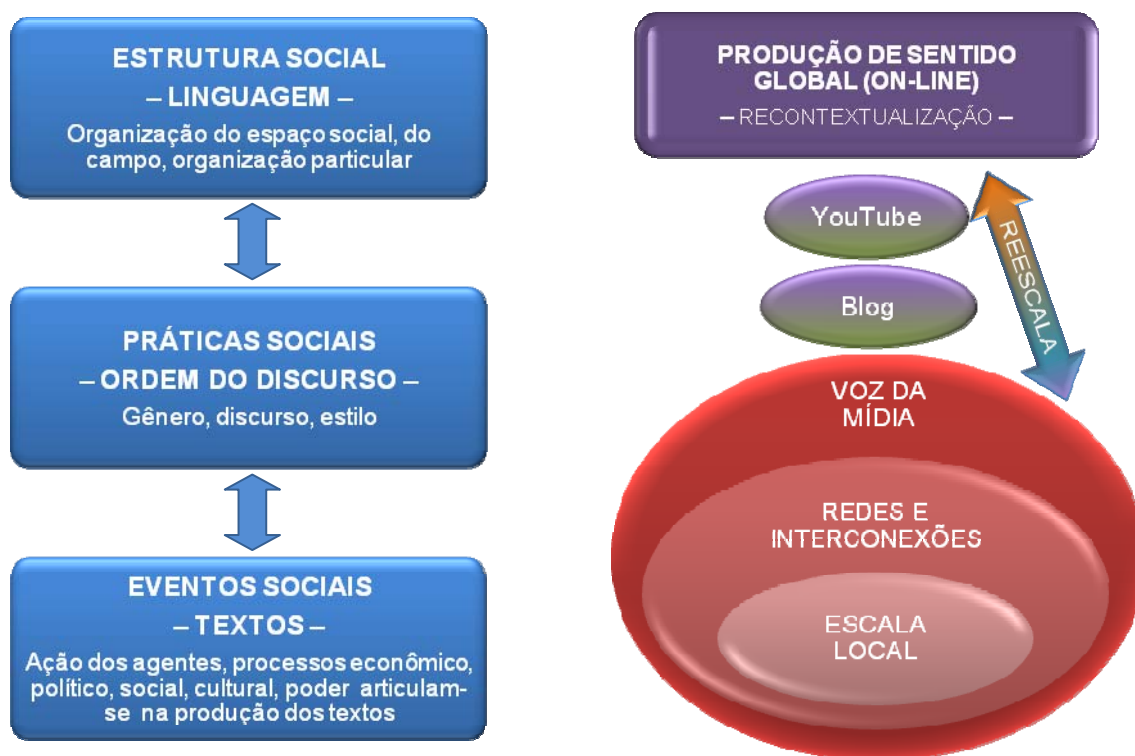 ESTRUTURA SOCIAL
– LINGUAGEM –
Organização do espaço social, do
campo, organização particular
PRÁTICAS SOCIAIS
– ORDEM DO DISCURSO –
Gênero, discurso, estilo
EVENTOS SOCIAIS
– TEXTOS –
Ação dos agentes, processos econômico,
político, social, cultural, poder articulam-
se na produção dos textos
PRODUÇÃO DE SENTIDO
GLOBAL (ON-LINE)
– RECONTEXTUALIZAÇÃO –
YouTube
REESCALA
Blog
VOZ DA
MÍDIA
REDES E
INTERCONEXÕES
ESCALA
LOCAL